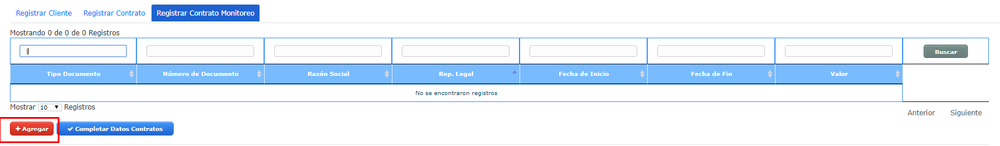 Registrar Cliente Registrar Contrato Registrar Contrato Monitoreo
Mostrando 0 de 0 de 0 Registros
Buscar
Tipo Documento Número de Documento Razón Social Rep. Legal Fecha de Inicio Fecha de Fin Valor
No se encontraron registros
Mostrar 10 Registros
Anterior Siguiente
Agregar Completar Datos Contratos